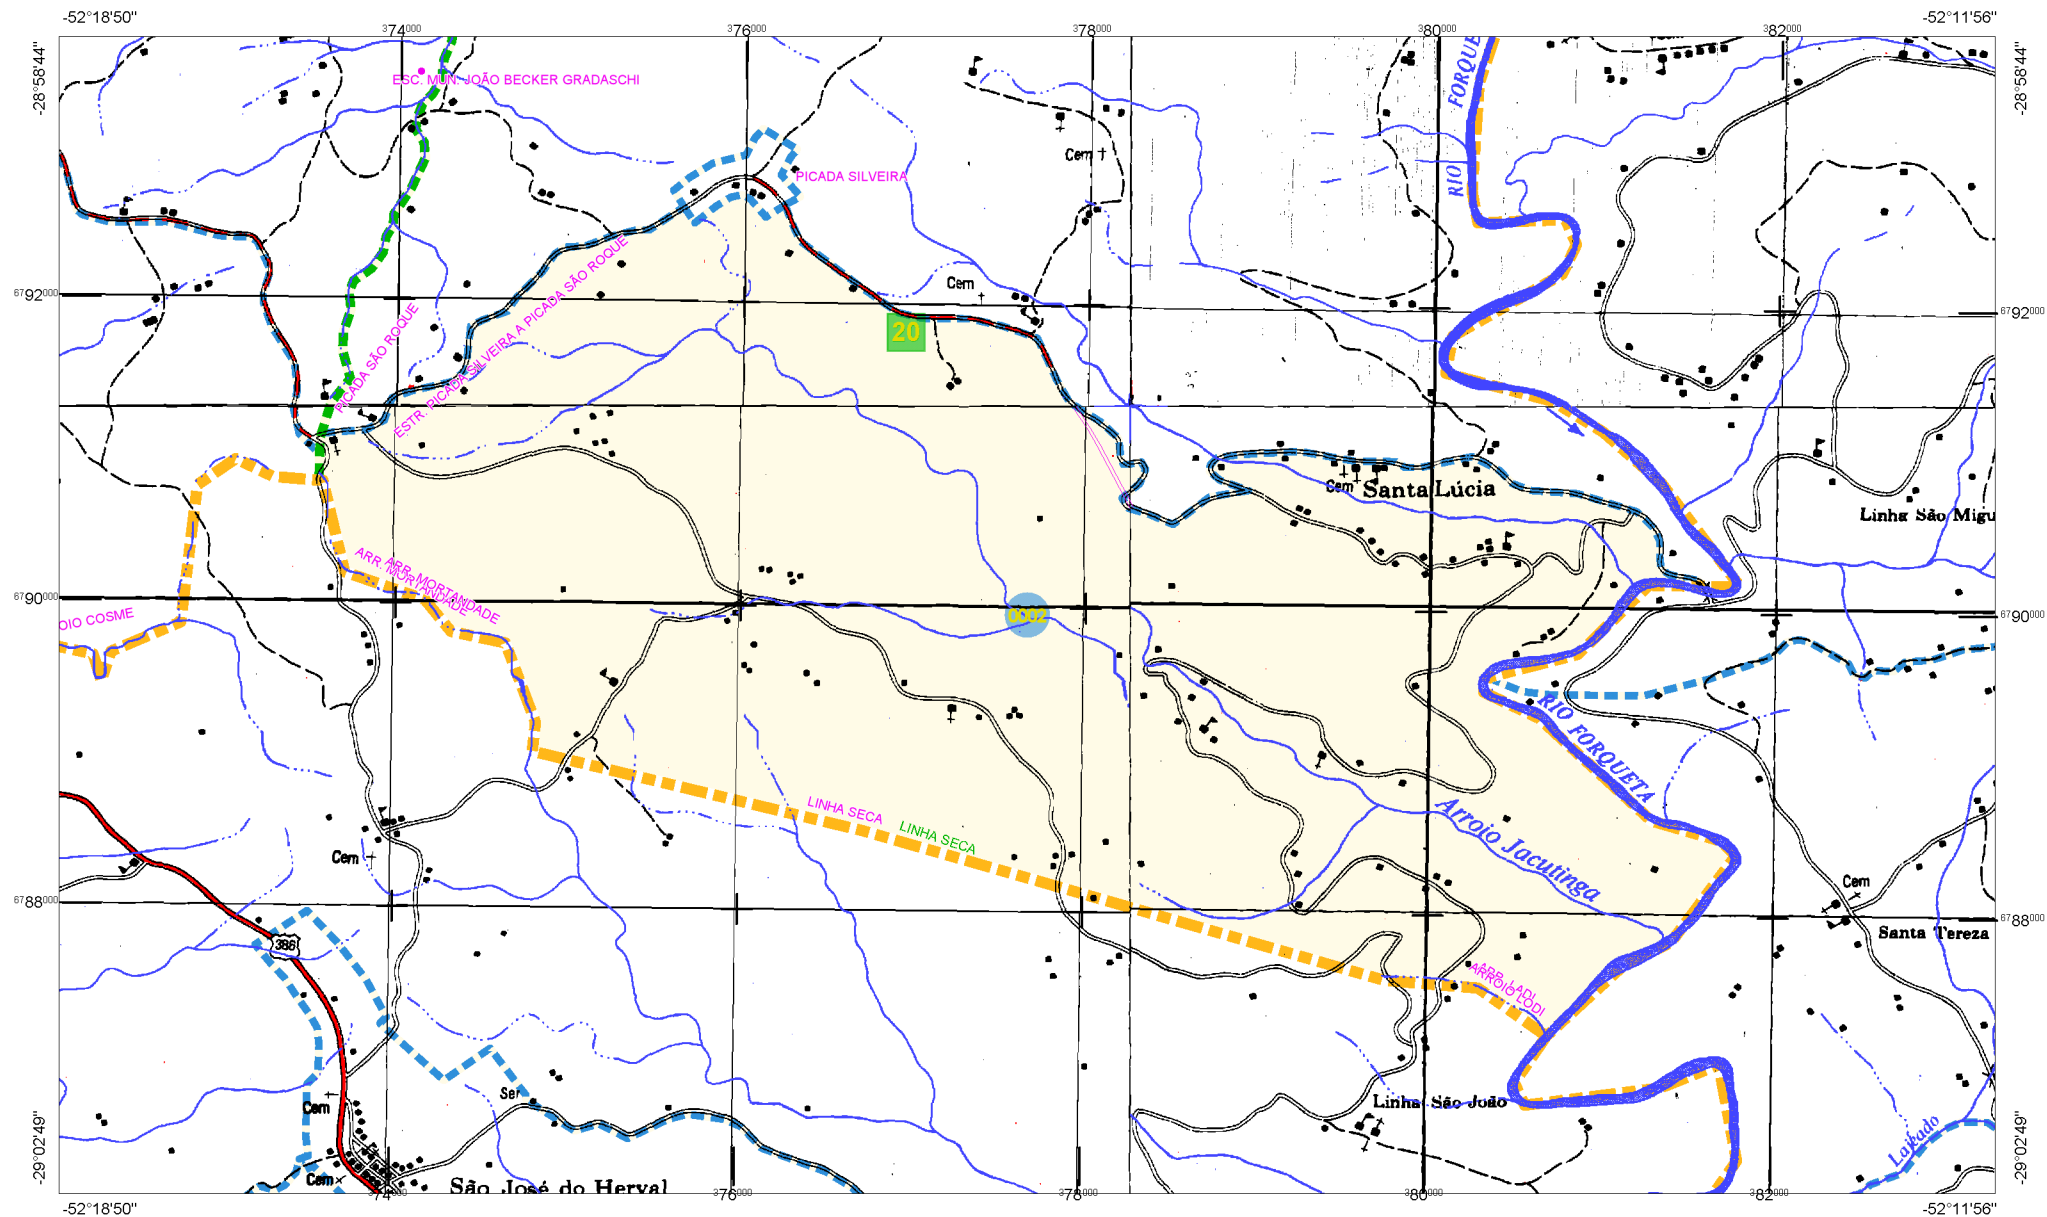 -52°18'50"
-52°11'56"
374000
376000
378000
380000
382000
-28°58'44"
-28°58'44"
ESC. MUN. JOÃO BECKER GRADASCHI
RIO FORQUE
Cem
PICADA SILVEIRA
Cem
6792000
6792000
20
PICADA SÃO ROQUE
ESTR. PICADA SILVEIRA A PICADA SÃO ROQUE
Cem
Santa Lúcia
Linha São Migu
ARR. MORTANDADE
ARR. MORTANDADE
6790000
6790000
0002
OIO COSME
RIO FORQUETA
LINHA SECA
LINHA SECA
Arroio Jacutinga
Cem
Cem
6788000
6788000
386
Santa Tereza
ARR. LADI
ARROIO LODI
Ser
Cem
Linha São João
Lajeado
Cem
São José do Herval
-29°02'49"
-29°02'49"
374000
376000
378000
380000
382000
-52°18'50"
-52°11'56"